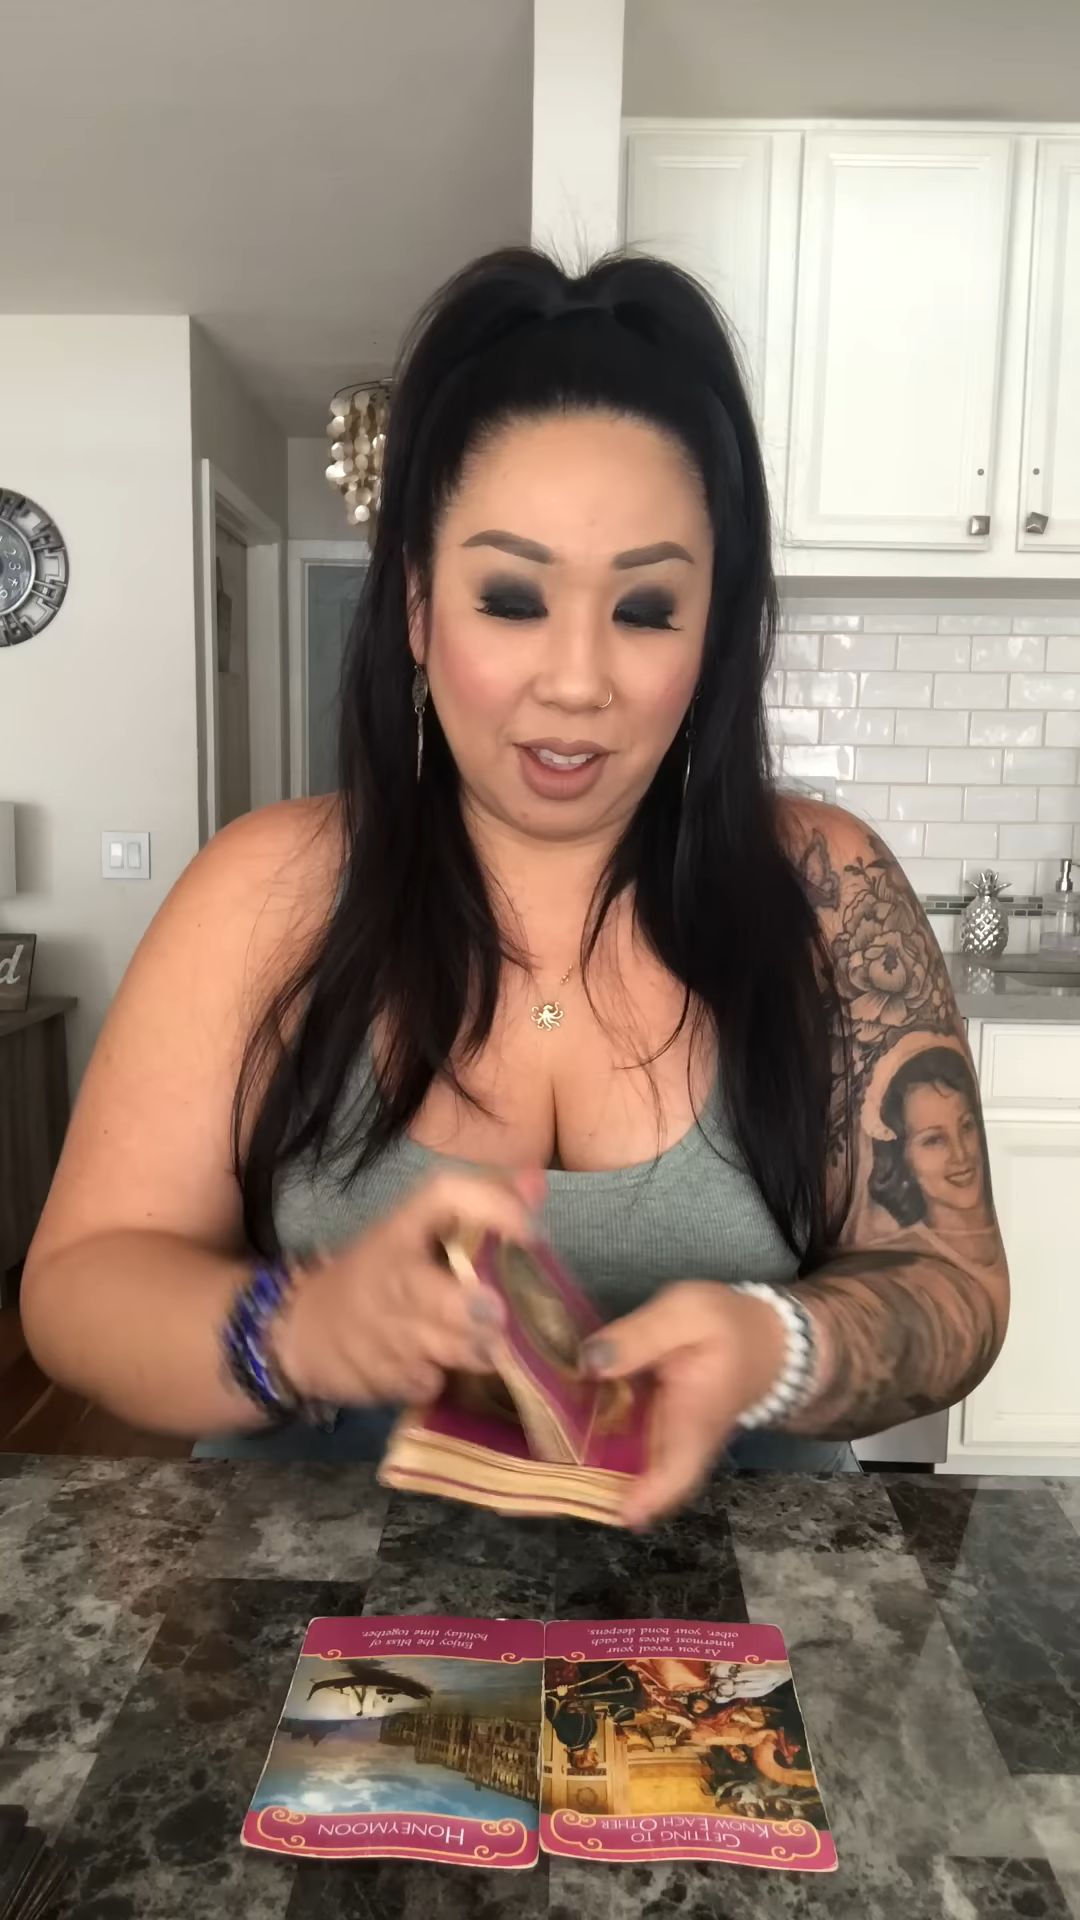 Enjoy the bliss of
holiday time together.
HONEYMOON
As you reveal your
innermost selves to each
other, your bond deepens.
GETTING TO
KNOW EACH OTHER
d